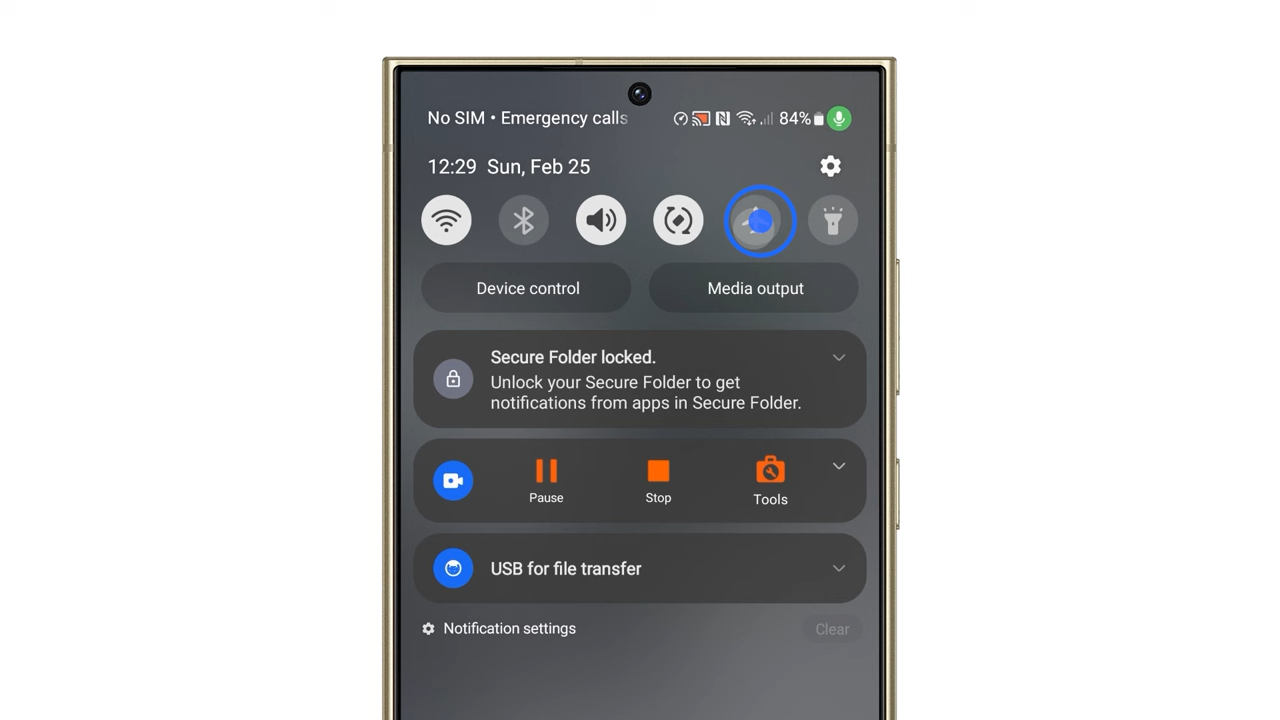 No SIM • Emergency calls
84%
12:29 Sun, Feb 25
Device control
Media output
Secure Folder locked.
Unlock your Secure Folder to get
notifications from apps in Secure Folder.
Pause
Stop
Tools
USB for file transfer
Notification settings
Clear